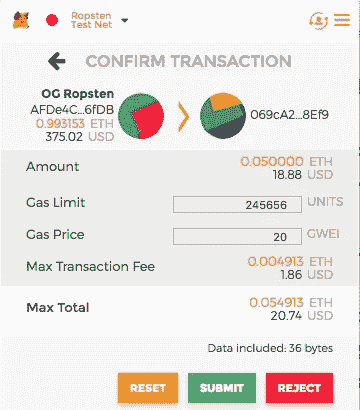 Ropsten
Test Net
CONFIRM TRANSACTION
OG Ropsten
AFDe4C...6fDB
0.993153 ETH
375.02 USD
069cA2...8Ef9
Amount 0.050000 ETH
18.88 USD
Gas Limit 245656 UNITS
Gas Price 20 GWEI
Max Transaction Fee 0.004913 ETH
1.86 USD
Max Total 0.054913 ETH
20.74 USD
Data included: 36 bytes
RESET SUBMIT REJECT